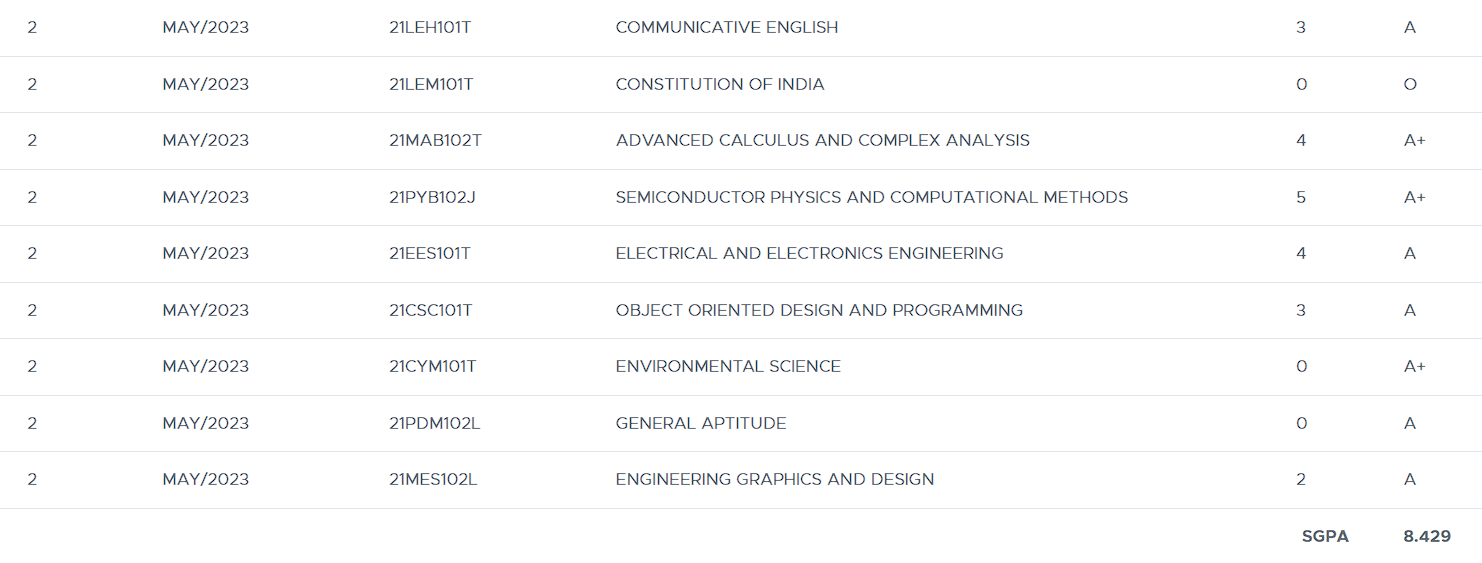 2 MAY/2023 21LEH101T COMMUNICATIVE ENGLISH 3 A
2 MAY/2023 21LEM101T CONSTITUTION OF INDIA 0 O
2 MAY/2023 21MAB102T ADVANCED CALCULUS AND COMPLEX ANALYSIS 4 A+
2 MAY/2023 21PYB102J SEMICONDUCTOR PHYSICS AND COMPUTATIONAL METHODS 5 A+
2 MAY/2023 21EES101T ELECTRICAL AND ELECTRONICS ENGINEERING 4 A
2 MAY/2023 21CSC101T OBJECT ORIENTED DESIGN AND PROGRAMMING 3 A
2 MAY/2023 21CYM101T ENVIRONMENTAL SCIENCE 0 A+
2 MAY/2023 21PDM102L GENERAL APTITUDE 0 A
2 MAY/2023 21MES102L ENGINEERING GRAPHICS AND DESIGN 2 A
SGPA 8.429